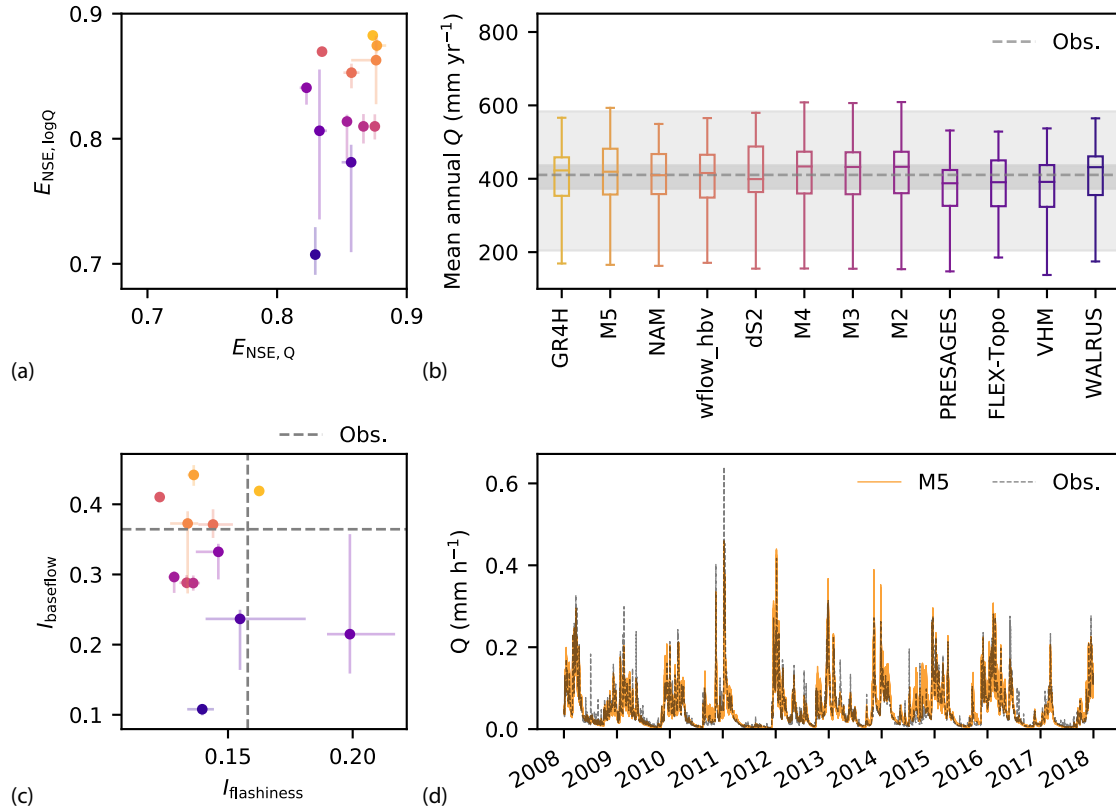 0.9
0.8
0.7
E_NSE, logQ
0.7
0.8
0.9
E_NSE, Q
(a)
800
600
400
200
Mean annual Q (mm yr⁻¹)
Obs.
GR4H
M5
NAM
wflow_hbv
dS2
M4
M3
M2
PRESAGES
FLEX-Topo
VHM
WALRUS
(b)
Obs.
0.4
0.3
0.2
0.1
I_baseflow
0.15
0.20
I_flashiness
(c)
0.6
0.4
0.2
0.0
Q (mm h⁻¹)
M5
Obs.
2008
2009
2010
2011
2012
2013
2014
2015
2016
2017
2018
(d)